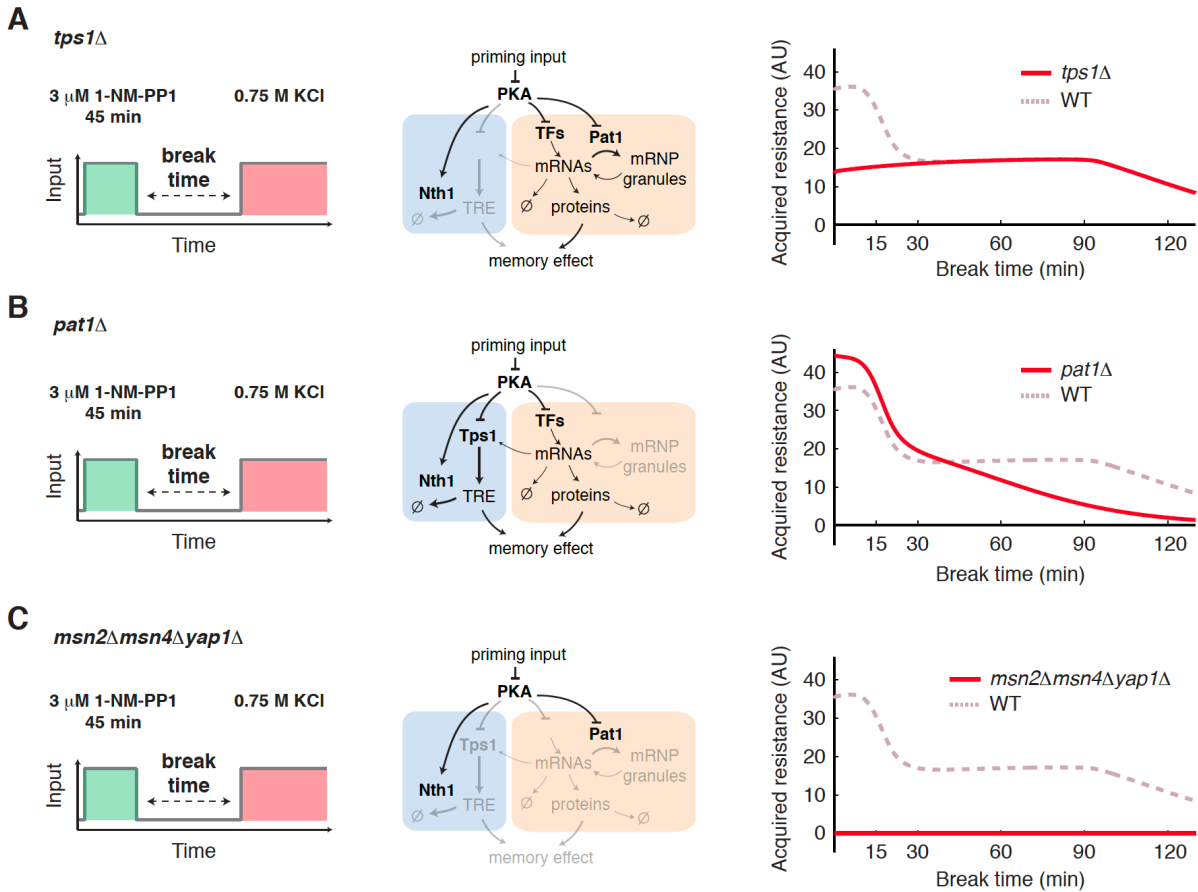 A
tps1Δ
3 μM 1-NM-PP1
45 min
0.75 M KCl
break
time
Input
Time
priming input
PKA
TFs
Pat1
mRNAs
mRNP
granules
Nth1
∅
TRE
∅
proteins
∅
memory effect
Acquired resistance (AU)
40
30
20
10
0
15
30
60
90
120
Break time (min)
tps1Δ
WT
B
pat1Δ
3 μM 1-NM-PP1
45 min
0.75 M KCl
break
time
Input
Time
priming input
PKA
Tps1
TFs
mRNAs
mRNP
granules
Nth1
∅
TRE
∅
proteins
∅
memory effect
Acquired resistance (AU)
40
30
20
10
0
15
30
60
90
120
Break time (min)
pat1Δ
WT
C
msn2Δmsn4Δyap1Δ
3 μM 1-NM-PP1
45 min
0.75 M KCl
break
time
Input
Time
priming input
PKA
Tps1
Pat1
mRNAs
mRNP
granules
Nth1
∅
TRE
∅
proteins
∅
memory effect
Acquired resistance (AU)
40
30
20
10
0
15
30
60
90
120
Break time (min)
msn2Δmsn4Δyap1Δ
WT